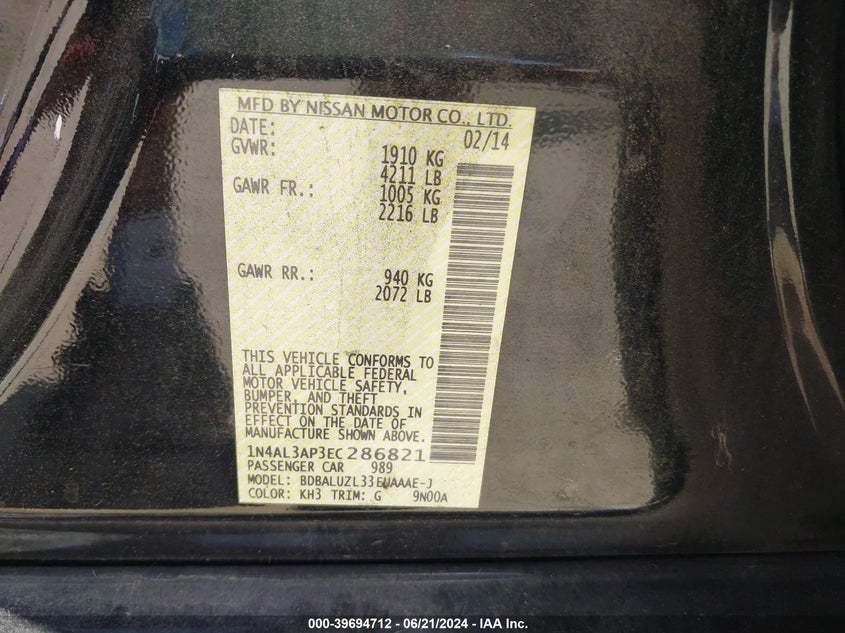 MFD BY NISSAN MOTOR CO., LTD.
DATE: 02/14
GVWR: 1910 KG
4211 LB
GAWR FR.: 1005 KG
2216 LB
GAWR RR.: 940 KG
2072 LB
THIS VEHICLE CONFORMS TO
ALL APPLICABLE FEDERAL
MOTOR VEHICLE SAFETY,
BUMPER, AND THEFT
PREVENTION STANDARDS IN
EFFECT ON THE DATE OF
MANUFACTURE SHOWN ABOVE.
1N4AL3AP3EC286821
PASSENGER CAR 989
MODEL: BDBALUZL33EUAAAE-J
COLOR: KH3 TRIM: G 9N00A
000-39694712 / 06/21/2024 - IAA Inc.